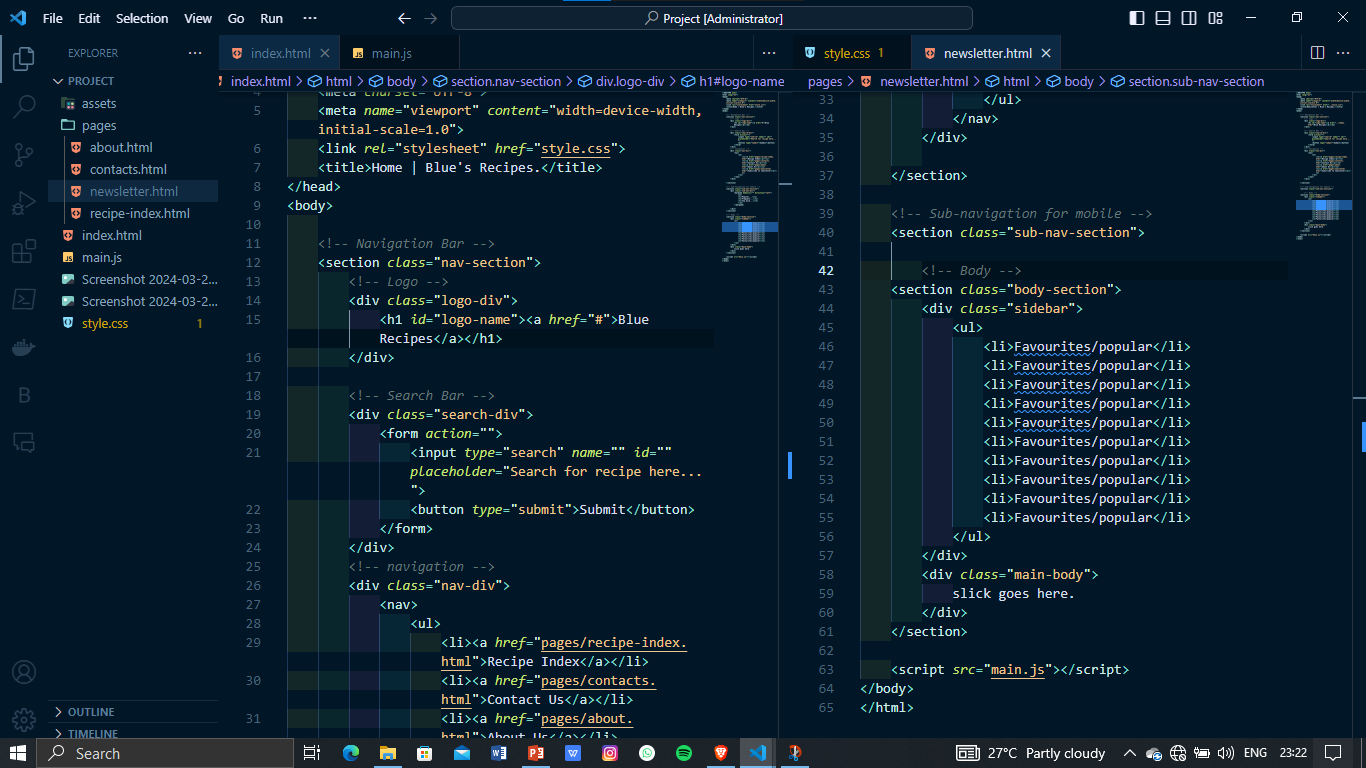 File Edit Selection View Go Run ··· Project [Administrator]
EXPLORER ···
PROJECT
assets
pages
about.html
contacts.html
newsletter.html
recipe-index.html
index.html
main.js
Screenshot 2024-03-2...
Screenshot 2024-03-2...
style.css 1
OUTLINE
TIMELINE
index.html main.js ···
index.html > html > body > section.nav-section > div.logo-div > h1#logo-name
4 <meta charset="UTF-8">
5 <meta name="viewport" content="width=device-width,
initial-scale=1.0">
6 <link rel="stylesheet" href="style.css">
7 <title>Home | Blue's Recipes.</title>
8 </head>
9 <body>
10
11 <!-- Navigation Bar -->
12 <section class="nav-section">
13 <!-- Logo -->
14 <div class="logo-div">
15 <h1 id="logo-name"><a href="#">Blue
Recipes</a></h1>
16 </div>
17
18 <!-- Search Bar -->
19 <div class="search-div">
20 <form action="">
21 <input type="search" name="" id=""
placeholder="Search for recipe here...
">
22 <button type="submit">Submit</button>
23 </form>
24 </div>
25 <!-- navigation -->
26 <div class="nav-div">
27 <nav>
28 <ul>
29 <li><a href="pages/recipe-index.
html">Recipe Index</a></li>
30 <li><a href="pages/contacts.
html">Contact Us</a></li>
31 <li><a href="pages/about.
html">About Us</a></li>
style.css 1 newsletter.html ···
pages > newsletter.html > html > body > section.sub-nav-section
33 </ul>
34 </nav>
35 </div>
36
37 </section>
38
39 <!-- Sub-navigation for mobile -->
40 <section class="sub-nav-section">
41
42 <!-- Body -->
43 <section class="body-section">
44 <div class="sidebar">
45 <ul>
46 <li>Favourites/popular</li>
47 <li>Favourites/popular</li>
48 <li>Favourites/popular</li>
49 <li>Favourites/popular</li>
50 <li>Favourites/popular</li>
51 <li>Favourites/popular</li>
52 <li>Favourites/popular</li>
53 <li>Favourites/popular</li>
54 <li>Favourites/popular</li>
55 <li>Favourites/popular</li>
56 </ul>
57 </div>
58 <div class="main-body">
59 slick goes here.
60 </div>
61 </section>
62
63 <script src="main.js"></script>
64 </body>
65 </html>
Search 27°C Partly cloudy ENG 23:22